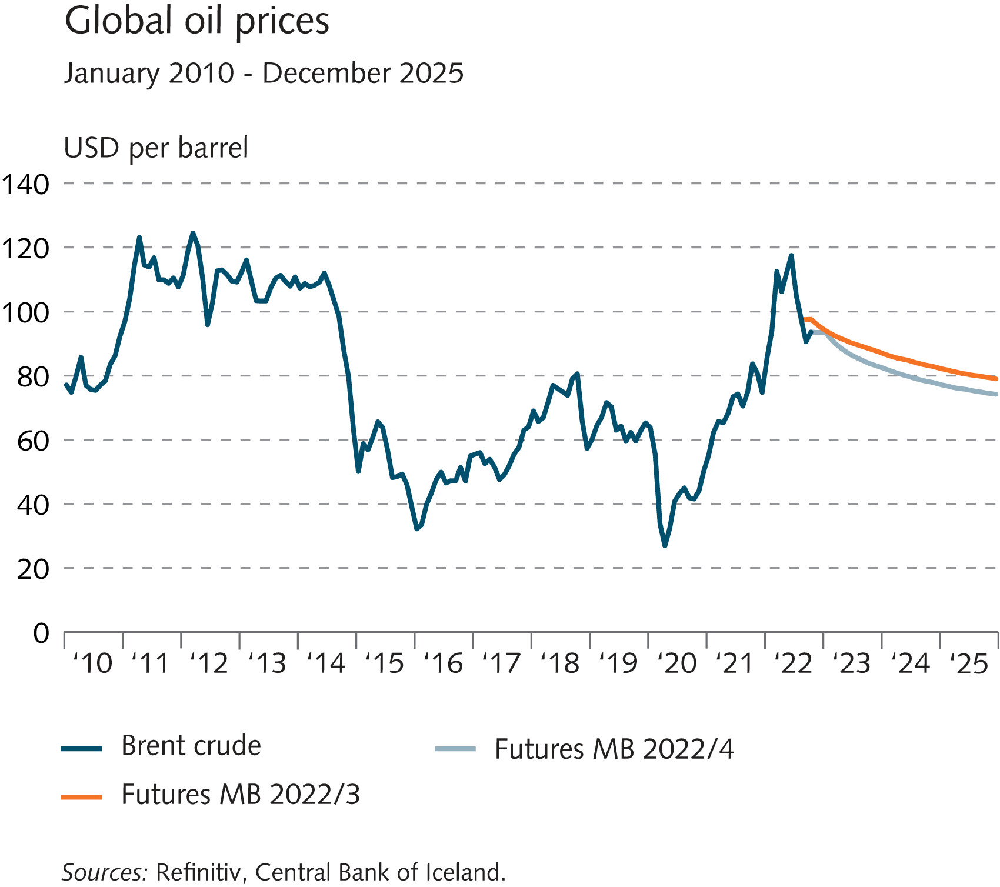 Global oil prices
January 2010 - December 2025
USD per barrel
140
120
100
80
60
40
20
0
‘10 ‘11 ‘12 ‘13 ‘14 ‘15 ‘16 ‘17 ‘18 ‘19 ‘20 ‘21 ‘22 ‘23 ‘24 ‘25
Brent crude
Futures MB 2022/4
Futures MB 2022/3
Sources: Refinitiv, Central Bank of Iceland.